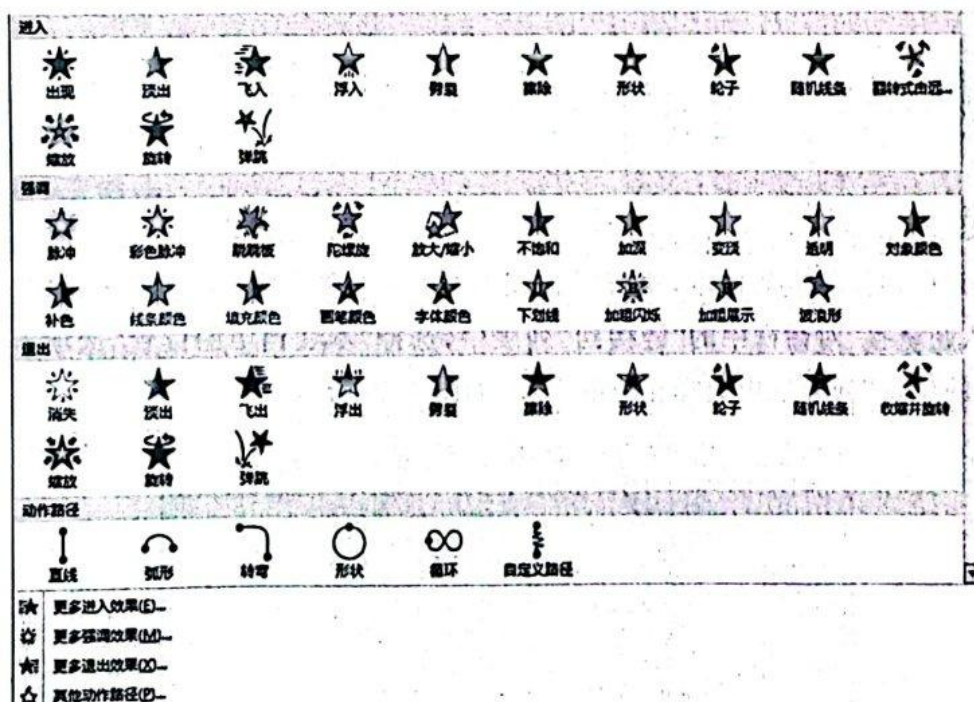 进入
出现 淡出 飞入 浮入 劈裂 擦除 形状 轮子 随机线条 翻转式由远...
缩放 旋转 弹跳
强调
脉冲 彩色脉冲 跷跷板 陀螺旋 放大/缩小 不饱和 加深 变淡 透明 对象颜色
补色 线条颜色 填充颜色 画笔颜色 字体颜色 下划线 加粗闪烁 加粗展示 波浪形
退出
消失 淡出 飞出 浮出 劈裂 擦除 形状 轮子 随机线条 收缩并旋转
缩放 旋转 弹跳
动作路径
直线 弧形 转弯 形状 循环 自定义路径
更多进入效果(E)...
更多强调效果(M)...
更多退出效果(X)...
其他动作路径(P)...